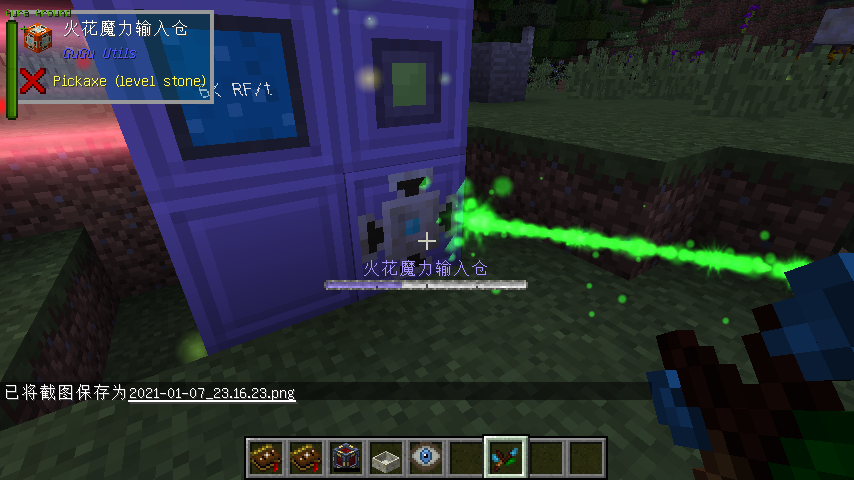 火花魔力输入仓
GuGu Utils
Pickaxe (level stone)
RF/t
火花魔力输入仓
已将截图保存为2021-01-07_23.16.23.png